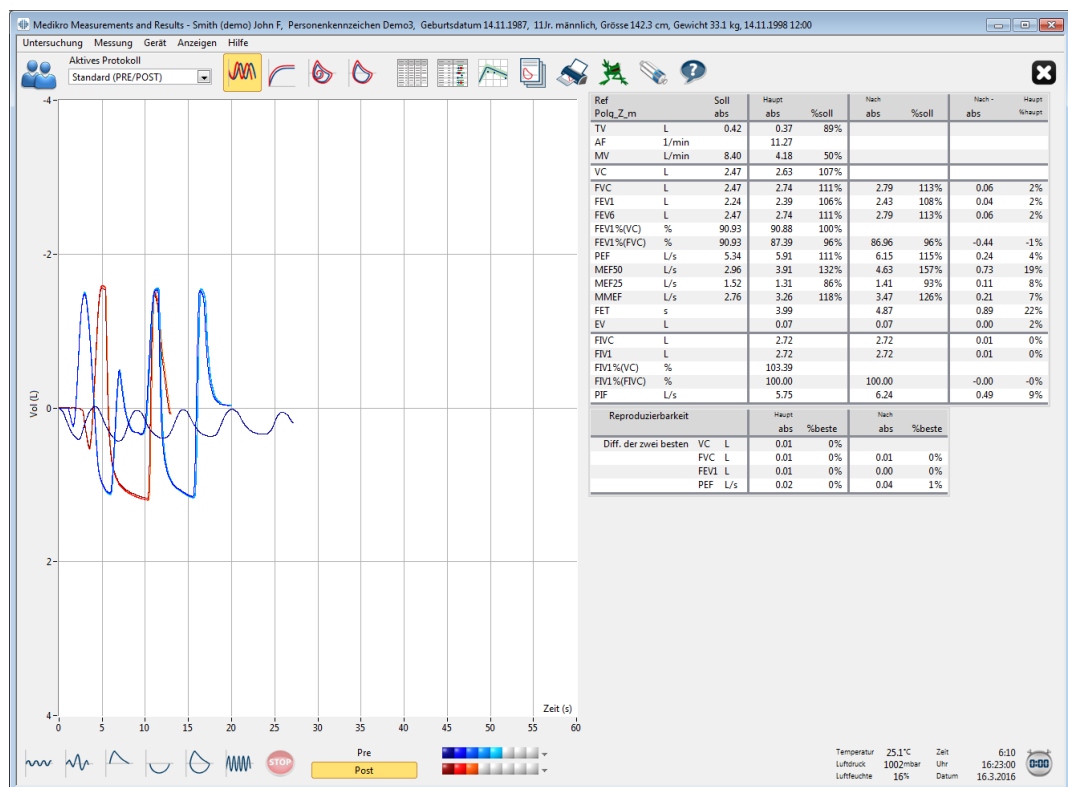 Medikro Measurements and Results - Smith (demo) John F, Personenkennzeichen Demo3, Geburtsdatum 14.11.1987, 11Jr. männlich, Grösse 142.3 cm, Gewicht 33.1 kg, 14.11.1998 12:00
Untersuchung Messung Gerät Anzeigen Hilfe
Aktives Protokoll
Standard (PRE/POST)
Ref Soll Haupt Nach Nach - Haupt
Polg_Z_m abs abs %soll abs %soll abs %haupt
TV L 0.42 0.37 89%
AF 1/min 11.27
MV L/min 8.40 4.18 50%
VC L 2.47 2.63 107%
FVC L 2.47 2.74 111% 2.79 113% 0.06 2%
FEV1 L 2.24 2.39 106% 2.43 108% 0.04 2%
FEV6 L 2.47 2.74 111% 2.79 113% 0.06 2%
FEV1%(VC) % 90.93 90.88 100%
FEV1%(FVC) % 90.93 87.39 96% 86.96 96% -0.44 -1%
PEF L/s 5.34 5.91 111% 6.15 115% 0.24 4%
MEF50 L/s 2.96 3.91 132% 4.63 157% 0.73 19%
MEF25 L/s 1.52 1.31 86% 1.41 93% 0.11 8%
MMEF L/s 2.76 3.26 118% 3.47 126% 0.21 7%
FET s 3.99 4.87 0.89 22%
EV L 0.07 0.07 0.00 2%
FIVC L 2.72 2.72 0.01 0%
FIV1 L 2.72 2.72 0.01 0%
FIV1%(VC) % 103.39
FIV1%(FIVC) % 100.00 100.00 -0.00 -0%
PIF L/s 5.75 6.24 0.49 9%
Reproduzierbarkeit Haupt Nach
abs %beste abs %beste
Diff. der zwei besten VC L 0.01 0%
FVC L 0.01 0% 0.01 0%
FEV1 L 0.01 0% 0.00 0%
PEF L/s 0.02 0% 0.04 1%
-4
-2
0
2
4
Vol (L)
Zeit (s)
0 5 10 15 20 25 30 35 40 45 50 55 60
STOP
Pre
Post
Temperatur 25.1°C Zeit 6:10
Luftdruck 1002mbar Uhr 16:23:00
Luftfeuchte 16% Datum 16.3.2016
0:00